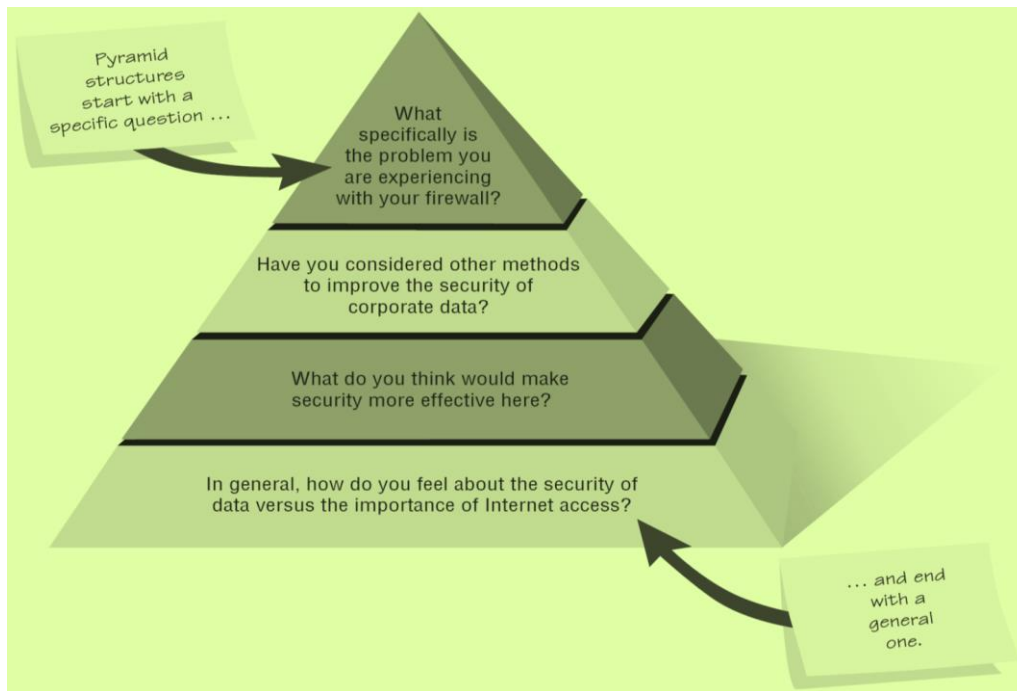 Pyramid
structures
start with a
specific question ...
What
specifically is
the problem you
are experiencing
with your firewall?
Have you considered other methods
to improve the security of
corporate data?
What do you think would make
security more effective here?
In general, how do you feel about the security of
data versus the importance of Internet access?
... and end
with a
general
one.